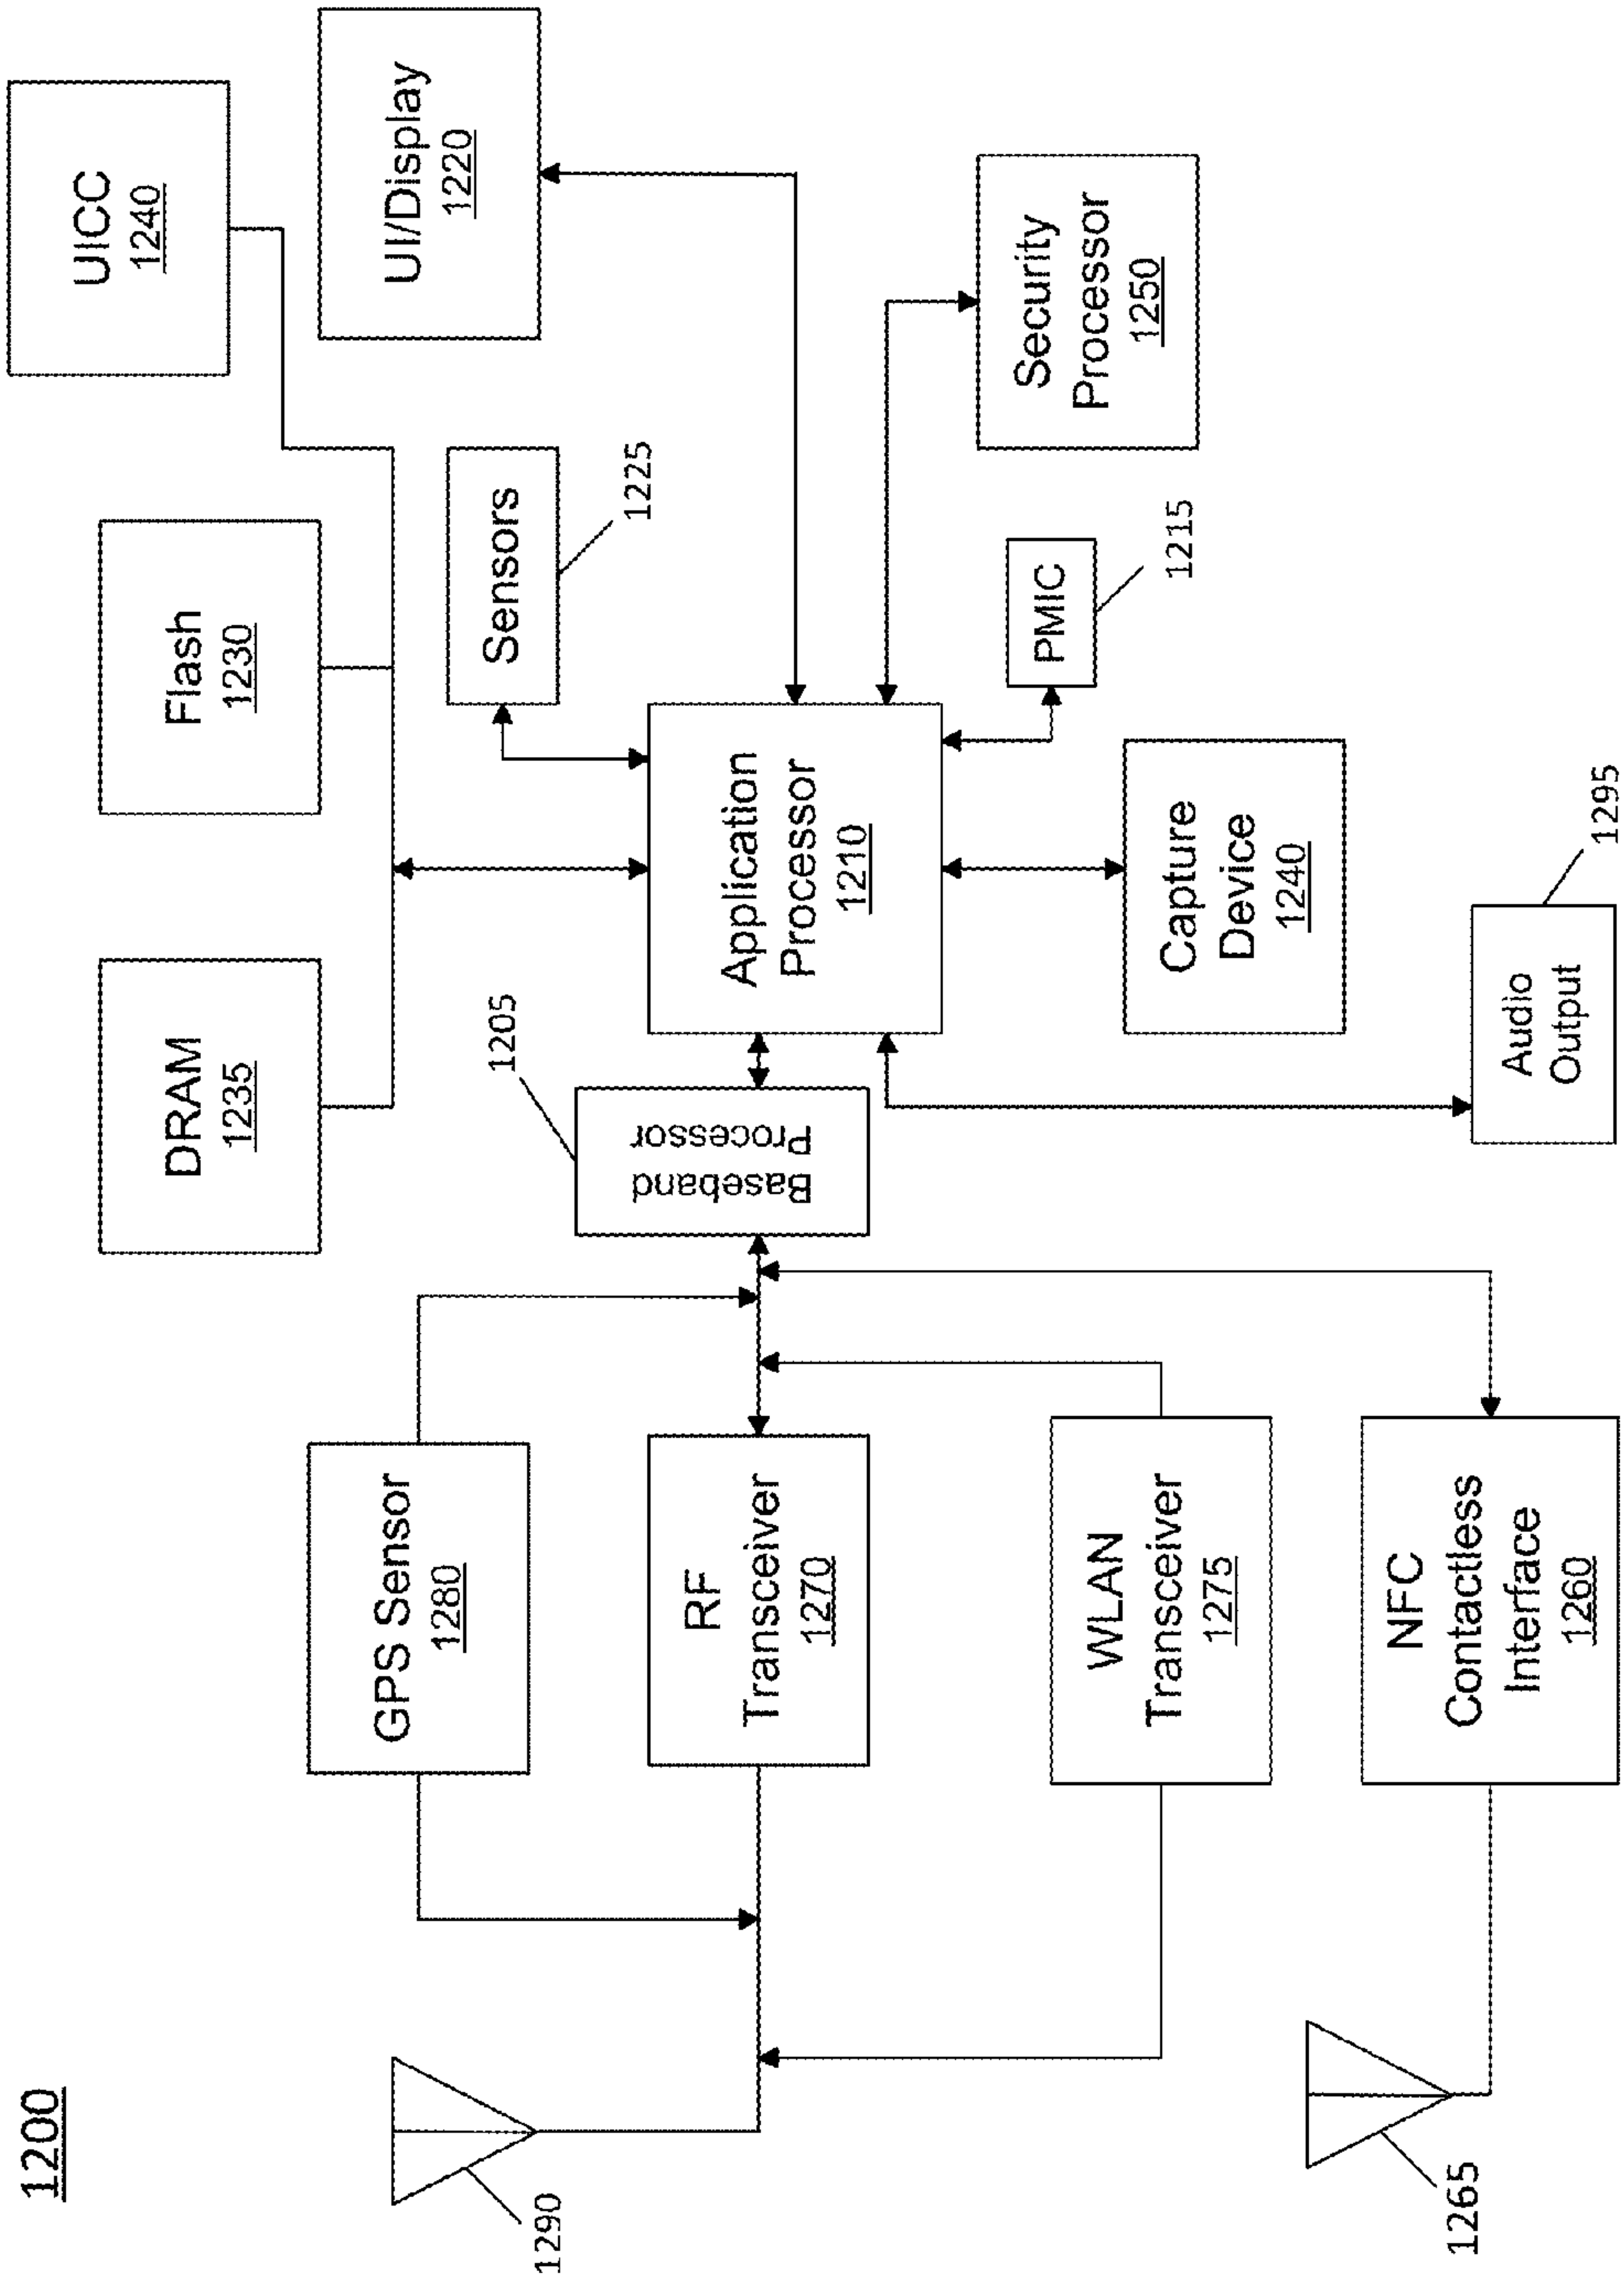 1200
UICC
1240
Flash
1230
DRAM
1235
UI/Display
1220
Sensors
1225
GPS Sensor
1280
1290
RF
Transceiver
1270
Baseband
Processor
1205
Application
Processor
1210
Security
Processor
1250
PMIC
1215
WLAN
Transceiver
1275
Capture
Device
1240
NFC
Contactless
Interface
1260
1265
Audio
Output
1295